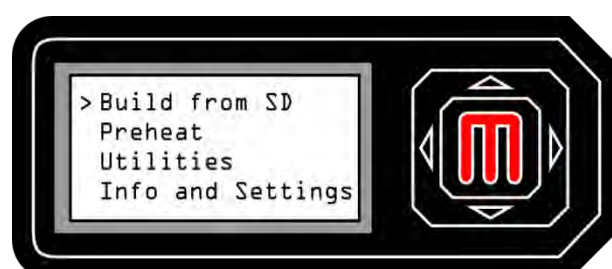 > Build from SD
Preheat
Utilities
Info and Settings
M